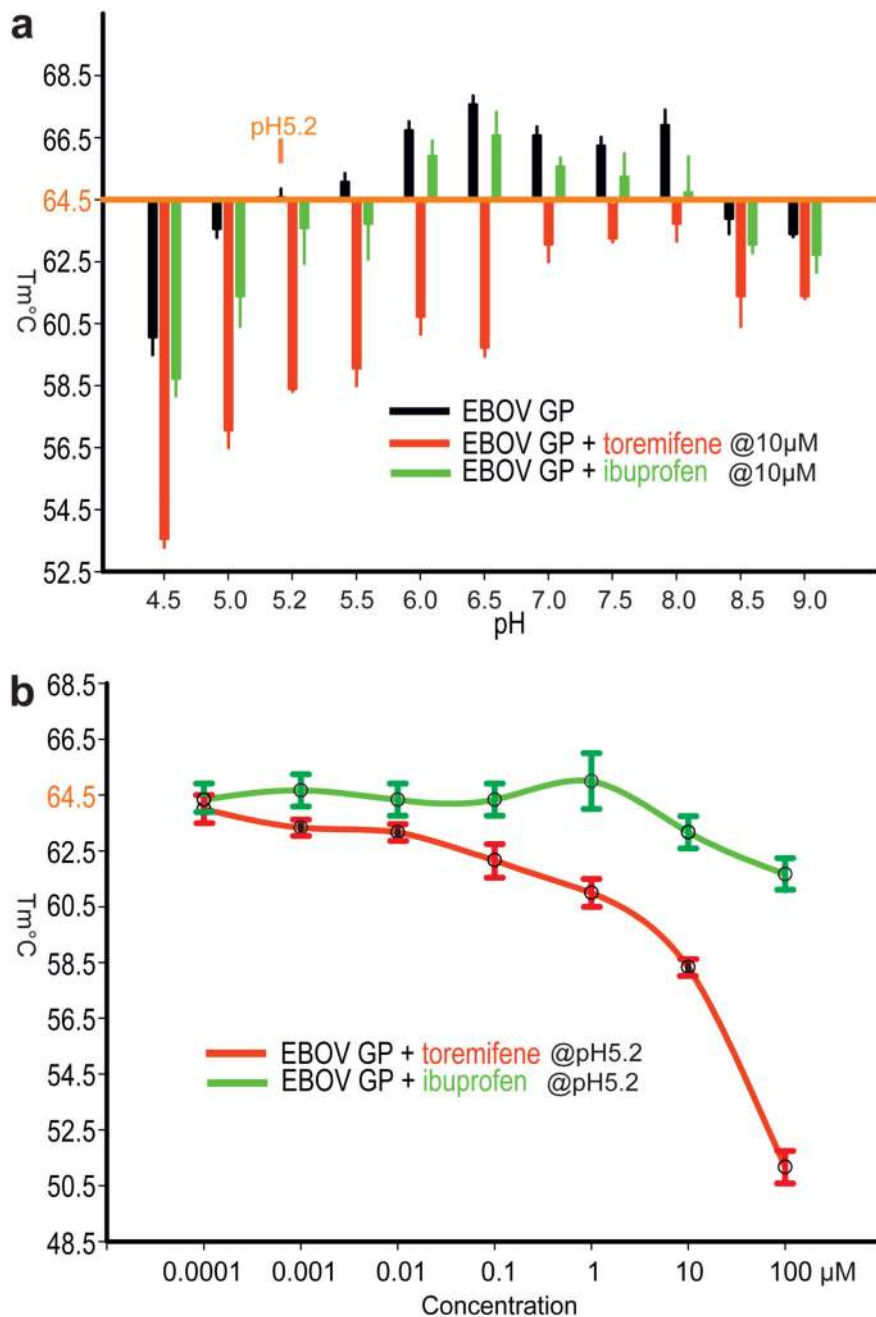 a
68.5
66.5
pH5.2
64.5
62.5
Tm°C
60.5
58.5
EBOV GP
56.5
EBOV GP + toremifene @10µM
EBOV GP + ibuprofen @10µM
54.5
52.5
4.5 5.0 5.2 5.5 6.0 6.5 7.0 7.5 8.0 8.5 9.0
pH
b
68.5
66.5
64.5
62.5
60.5
Tm°C
58.5
56.5
EBOV GP + toremifene @pH5.2
EBOV GP + ibuprofen @pH5.2
54.5
52.5
50.5
48.5
0.0001 0.001 0.01 0.1 1 10 100 µM
Concentration